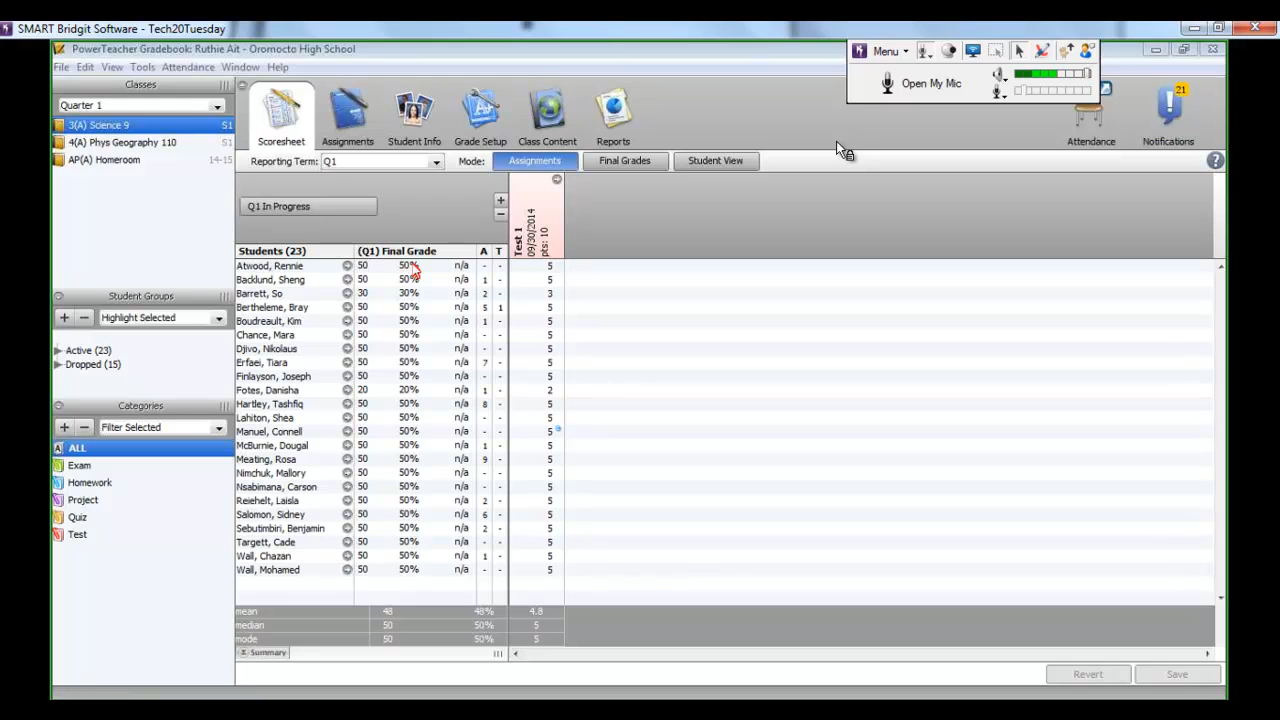 SMART Bridgit Software - Tech20Tuesday
PowerTeacher Gradebook: Ruthie Ait - Oromocto High School
File Edit View Tools Attendance Window Help
Menu
Open My Mic
Classes
Quarter 1
3(A) Science 9 S1
4(A) Phys Geography 110 S1
AP(A) Homeroom 14-15
Scoresheet Assignments Student Info Grade Setup Class Content Reports
21
Attendance Notifications
Reporting Term: Q1 Mode: Assignments Final Grades Student View
Q1 In Progress
Test 1
09/30/2014
pts: 10
Students (23) (Q1) Final Grade A T
Atwood, Rennie 50 50% n/a - - 5
Backlund, Sheng 50 50% n/a 1 - 5
Barrett, So 30 30% n/a 2 - 3
Bertheleme, Bray 50 50% n/a 5 1 5
Boudreault, Kim 50 50% n/a 1 - 5
Chance, Mara 50 50% n/a - - 5
Djivo, Nikolaus 50 50% n/a - - 5
Erfaei, Tiara 50 50% n/a 7 - 5
Finlayson, Joseph 50 50% n/a - - 5
Fotes, Danisha 20 20% n/a 1 - 2
Hartley, Tashfiq 50 50% n/a 8 - 5
Lahiton, Shea 50 50% n/a - - 5
Manuel, Connell 50 50% n/a - - 5
McBurnie, Dougal 50 50% n/a 1 - 5
Meating, Rosa 50 50% n/a 9 - 5
Nimchuk, Mallory 50 50% n/a - - 5
Nsabimana, Carson 50 50% n/a - - 5
Reiehelt, Laisla 50 50% n/a 2 - 5
Salomon, Sidney 50 50% n/a 6 - 5
Sebutimbiri, Benjamin 50 50% n/a 2 - 5
Targett, Cade 50 50% n/a - - 5
Wall, Chazan 50 50% n/a 1 - 5
Wall, Mohamed 50 50% n/a - - 5
mean 48 48% 4.8
median 50 50% 5
mode 50 50% 5
Summary
Student Groups
Highlight Selected
Active (23)
Dropped (15)
Categories
Filter Selected
ALL
Exam
Homework
Project
Quiz
Test
Revert Save